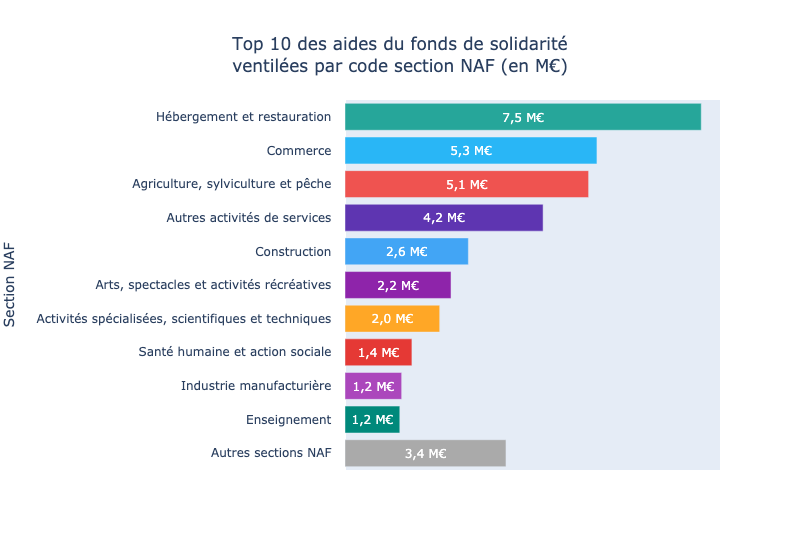 Top 10 des aides du fonds de solidarité
ventilées par code section NAF (en M€)
Section NAF
Hébergement et restauration 7,5 M€
Commerce 5,3 M€
Agriculture, sylviculture et pêche 5,1 M€
Autres activités de services 4,2 M€
Construction 2,6 M€
Arts, spectacles et activités récréatives 2,2 M€
Activités spécialisées, scientifiques et techniques 2,0 M€
Santé humaine et action sociale 1,4 M€
Industrie manufacturière 1,2 M€
Enseignement 1,2 M€
Autres sections NAF 3,4 M€